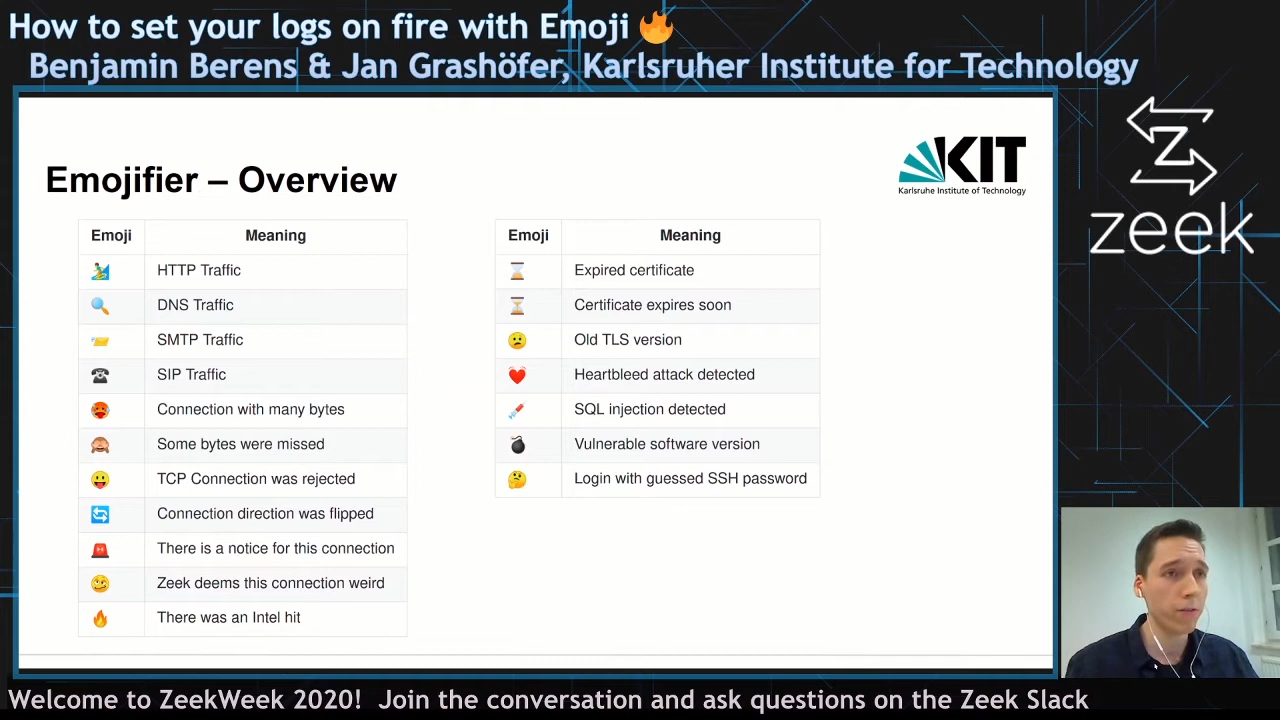 How to set your logs on fire with Emoji 🔥
Benjamin Berens & Jan Grashöfer, Karlsruher Institute for Technology
Emojifier – Overview
KIT
Karlsruhe Institute of Technology
zeek
Emoji Meaning
🏄 HTTP Traffic
🔍 DNS Traffic
📨 SMTP Traffic
☎ SIP Traffic
🥵 Connection with many bytes
🙈 Some bytes were missed
😛 TCP Connection was rejected
🔄 Connection direction was flipped
🚨 There is a notice for this connection
🥴 Zeek deems this connection weird
🔥 There was an Intel hit
Emoji Meaning
⌛ Expired certificate
⏳ Certificate expires soon
😧 Old TLS version
❤️ Heartbleed attack detected
💉 SQL injection detected
💣 Vulnerable software version
🤔 Login with guessed SSH password
Welcome to ZeekWeek 2020! Join the conversation and ask questions on the Zeek Slack